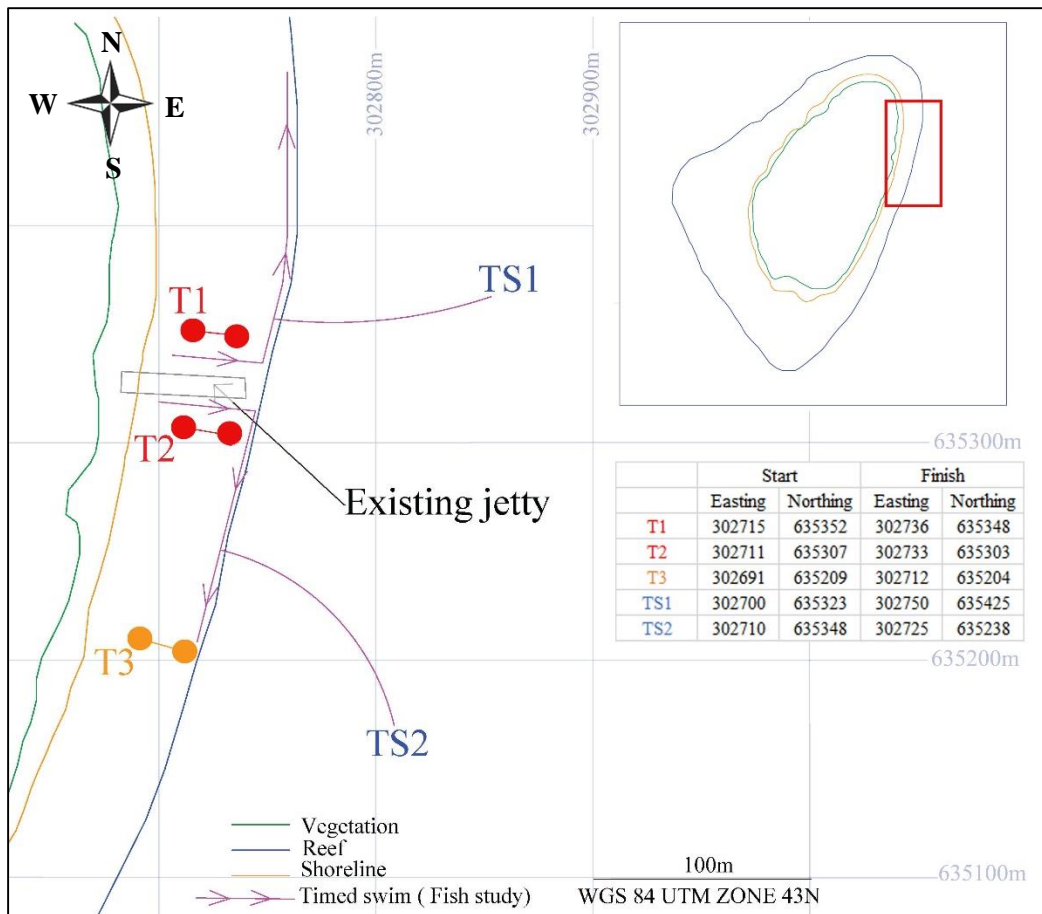 N
W E
S
302800m
302900m
TS1
T1
T2
635300m
Existing jetty
Start Finish
Easting Northing Easting Northing
T1 302715 635352 302736 635348
T2 302711 635307 302733 635303
T3 302691 635209 302712 635204
TS1 302700 635323 302750 635425
TS2 302710 635348 302725 635238
T3
635200m
TS2
Vegetation
Reef
Shoreline
Timed swim ( Fish study)
100m
WGS 84 UTM ZONE 43N
635100m